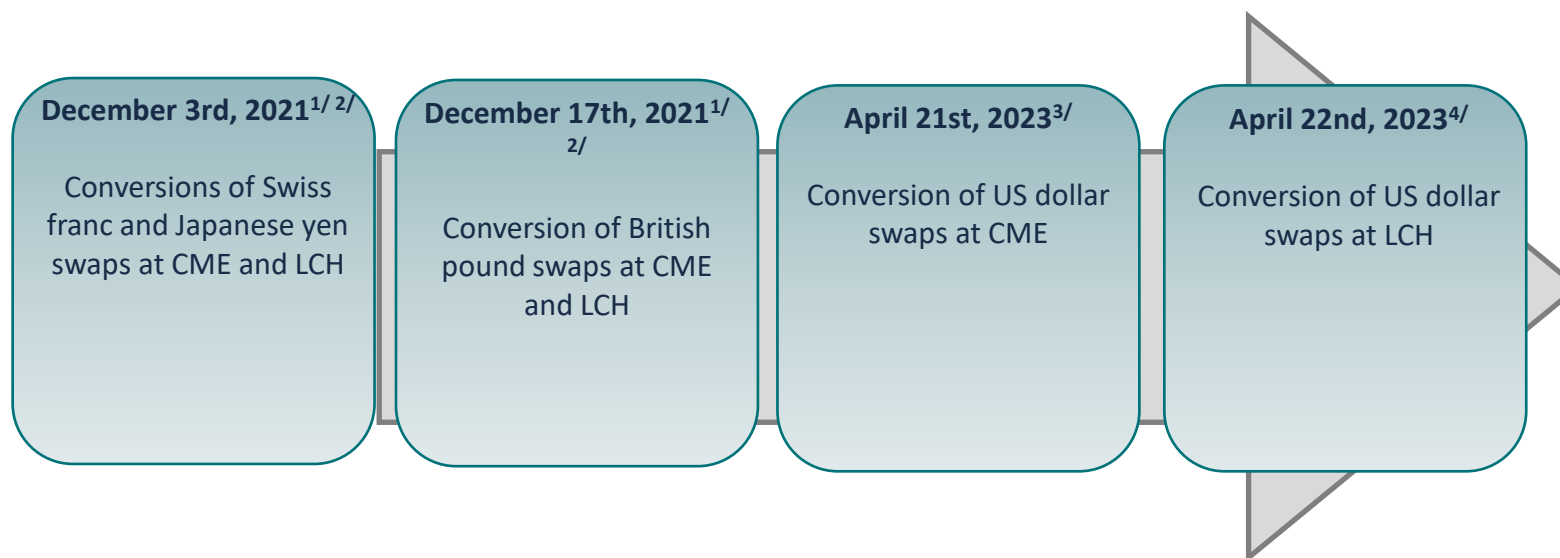 December 3rd, 2021¹/ ²/
Conversions of Swiss
franc and Japanese yen
swaps at CME and LCH
December 17th, 2021¹/
²/
Conversion of British
pound swaps at CME
and LCH
April 21st, 2023³/
Conversion of US dollar
swaps at CME
April 22nd, 2023⁴/
Conversion of US dollar
swaps at LCH